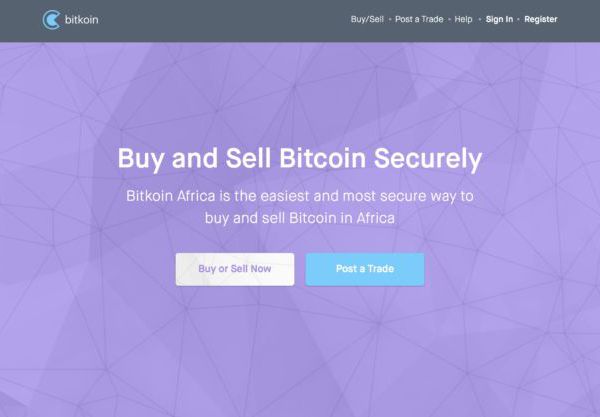 bitkoin
Buy/Sell • Post a Trade • Help • Sign In • Register
Buy and Sell Bitcoin Securely
Bitkoin Africa is the easiest and most secure way to
buy and sell Bitcoin in Africa
Buy or Sell Now
Post a Trade